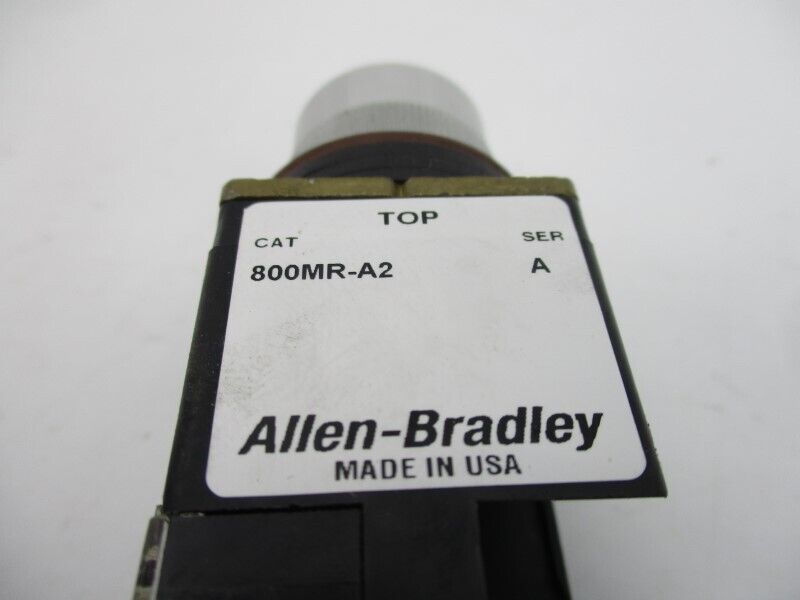 TOP
CAT SER
800MR-A2 A
Allen-Bradley
MADE IN USA